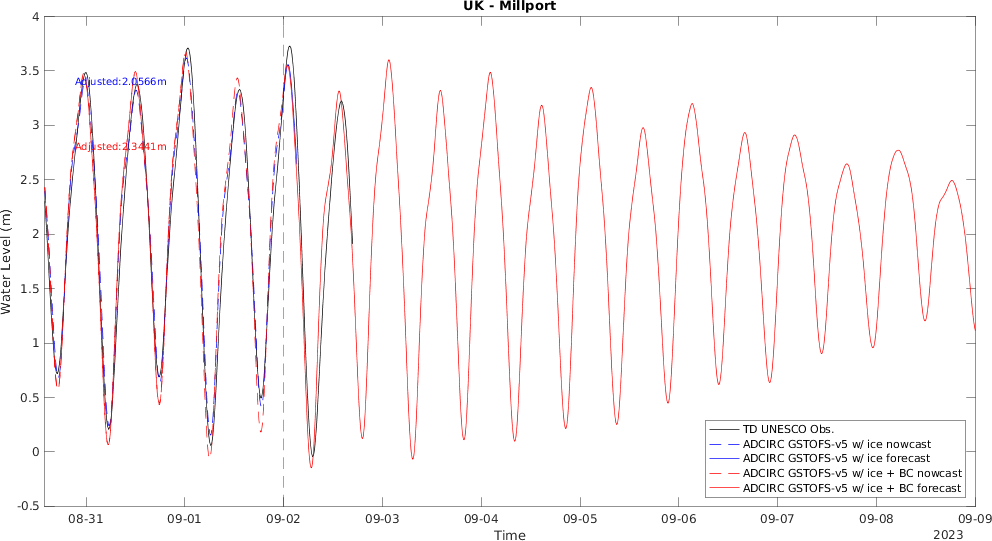 UK - Millport
4
3.5
3
2.5
2
1.5
1
0.5
0
-0.5
Water Level (m)
Adjusted:2.0566m
Adjusted:2.3441m
TD UNESCO Obs.
ADCIRC GSTOFS-v5 w/ ice nowcast
ADCIRC GSTOFS-v5 w/ ice forecast
ADCIRC GSTOFS-v5 w/ ice + BC nowcast
ADCIRC GSTOFS-v5 w/ ice + BC forecast
08-31 09-01 09-02 09-03 09-04 09-05 09-06 09-07 09-08 09-09
Time
2023